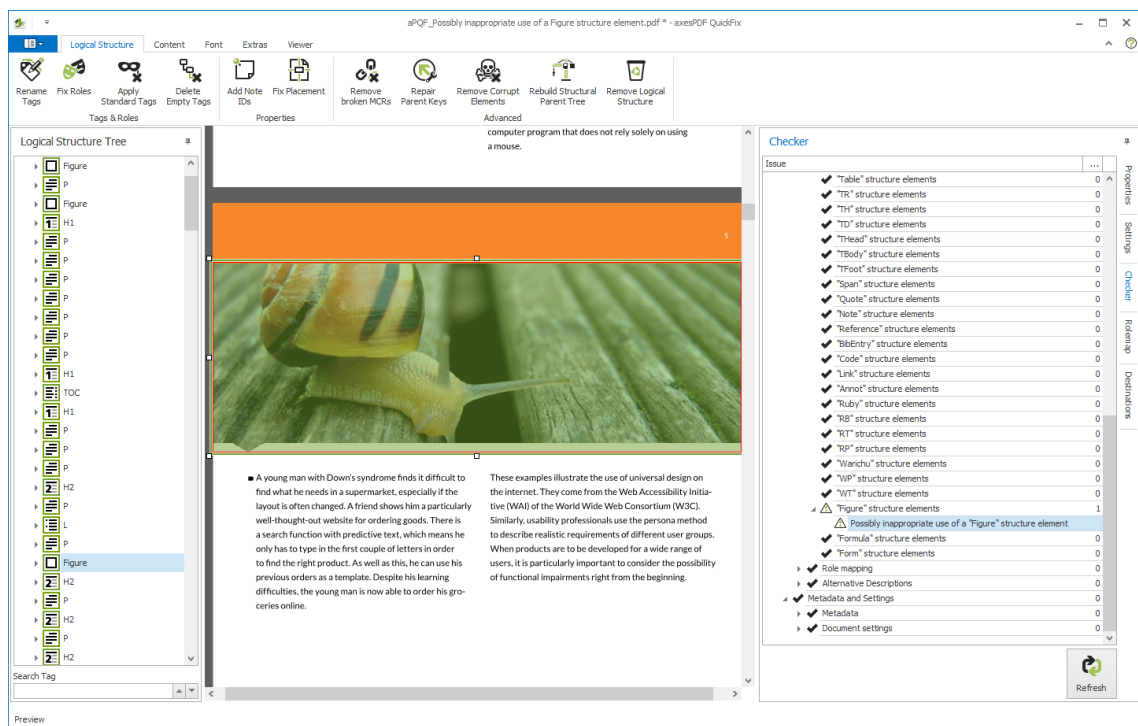 aPQF_Possibly inappropriate use of a Figure structure element.pdf * - axesPDF QuickFix
Logical Structure
Content
Font
Extras
Viewer
Rename Tags
Fix Roles
Apply Standard Tags
Delete Empty Tags
Tags & Roles
Add Note IDs
Fix Placement
Properties
Remove broken MCRs
Repair Parent Keys
Remove Corrupt Elements
Rebuild Structural Parent Tree
Remove Logical Structure
Advanced
Logical Structure Tree
Figure
P
Figure
H1
P
P
P
P
P
P
P
H1
TOC
H1
P
P
P
H2
P
L
P
Figure
H2
P
H2
P
H2
Search Tag
Preview
computer program that does not rely solely on using
a mouse.
5
A young man with Down's syndrome finds it difficult to
find what he needs in a supermarket, especially if the
layout is often changed. A friend shows him a particularly
well-thought-out website for ordering goods. There is
a search function with predictive text, which means he
only has to type in the first couple of letters in order
to find the right product. As well as this, he can use his
previous orders as a template. Despite his learning
difficulties, the young man is now able to order his gro-
ceries online.
These examples illustrate the use of universal design on
the internet. They come from the Web Accessibility Initia-
tive (WAI) of the World Wide Web Consortium (W3C).
Similarly, usability professionals use the persona method
to describe realistic requirements of different user groups.
When products are to be developed for a wide range of
users, it is particularly important to consider the possibility
of functional impairments right from the beginning.
Checker
Issue ...
"Table" structure elements 0
"TR" structure elements 0
"TH" structure elements 0
"TD" structure elements 0
"THead" structure elements 0
"TBody" structure elements 0
"TFoot" structure elements 0
"Span" structure elements 0
"Quote" structure elements 0
"Note" structure elements 0
"Reference" structure elements 0
"BibEntry" structure elements 0
"Code" structure elements 0
"Link" structure elements 0
"Annot" structure elements 0
"Ruby" structure elements 0
"RB" structure elements 0
"RT" structure elements 0
"RP" structure elements 0
"Warichu" structure elements 0
"WP" structure elements 0
"WT" structure elements 0
"Figure" structure elements 1
Possibly inappropriate use of a "Figure" structure element
"Formula" structure elements 0
"Form" structure elements 0
Role mapping 0
Alternative Descriptions 0
Metadata and Settings 0
Metadata 0
Document settings 0
Refresh
Properties
Settings
Checker
Rolemap
Destinations